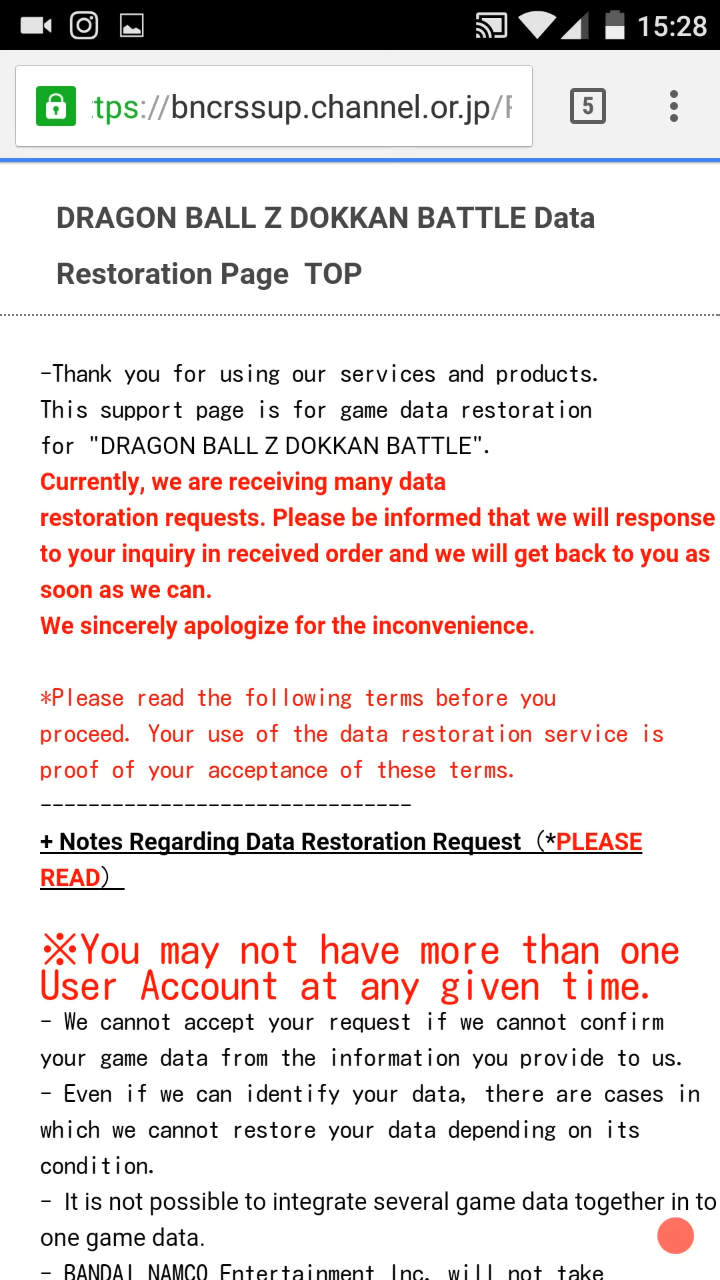 15:28
tps://bncrssup.channel.or.jp/
5
DRAGON BALL Z DOKKAN BATTLE Data
Restoration Page TOP
-Thank you for using our services and products.
This support page is for game data restoration
for "DRAGON BALL Z DOKKAN BATTLE".
Currently, we are receiving many data
restoration requests. Please be informed that we will response
to your inquiry in received order and we will get back to you as
soon as we can.
We sincerely apologize for the inconvenience.
*Please read the following terms before you
proceed. Your use of the data restoration service is
proof of your acceptance of these terms.
-------------------------------
+ Notes Regarding Data Restoration Request（*PLEASE
READ）
※You may not have more than one
User Account at any given time.
- We cannot accept your request if we cannot confirm
your game data from the information you provide to us.
- Even if we can identify your data, there are cases in
which we cannot restore your data depending on its
condition.
- It is not possible to integrate several game data together in to
one game data.
- BANDAI NAMCO Entertainment Inc. will not take